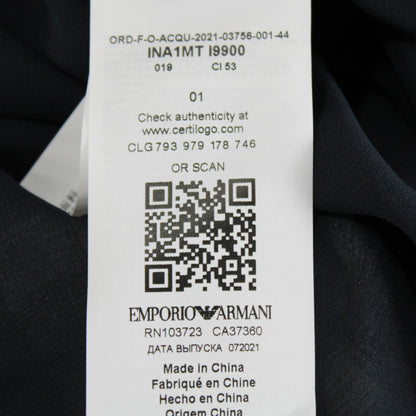 ORD-F-O-ACQU-2021-03756-001-44
INA1MT I9900
019 CI 53
01
Check authenticity at
www.certilogo.com
CLG 793 979 178 746
OR SCAN
EMPORIO ARMANI
RN103723 CA37360
ДАТА ВЫПУСКА 072021
Made in China
Fabriqué en Chine
Hecho en China
Origem China